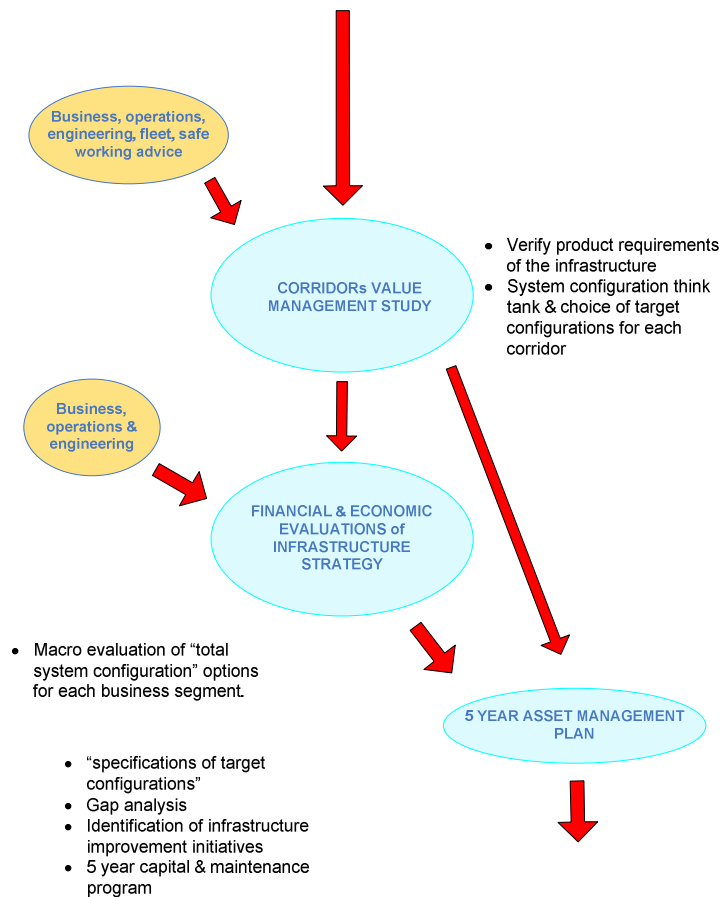 Business, operations,
engineering, fleet, safe
working advice
CORRIDORs VALUE
MANAGEMENT STUDY
• Verify product requirements
of the infrastructure
• System configuration think
tank & choice of target
configurations for each
corridor
Business,
operations &
engineering
FINANCIAL & ECONOMIC
EVALUATIONS of
INFRASTRUCTURE
STRATEGY
• Macro evaluation of “total
system configuration” options
for each business segment.
5 YEAR ASSET MANAGEMENT
PLAN
• “specifications of target
configurations”
• Gap analysis
• Identification of infrastructure
improvement initiatives
• 5 year capital & maintenance
program